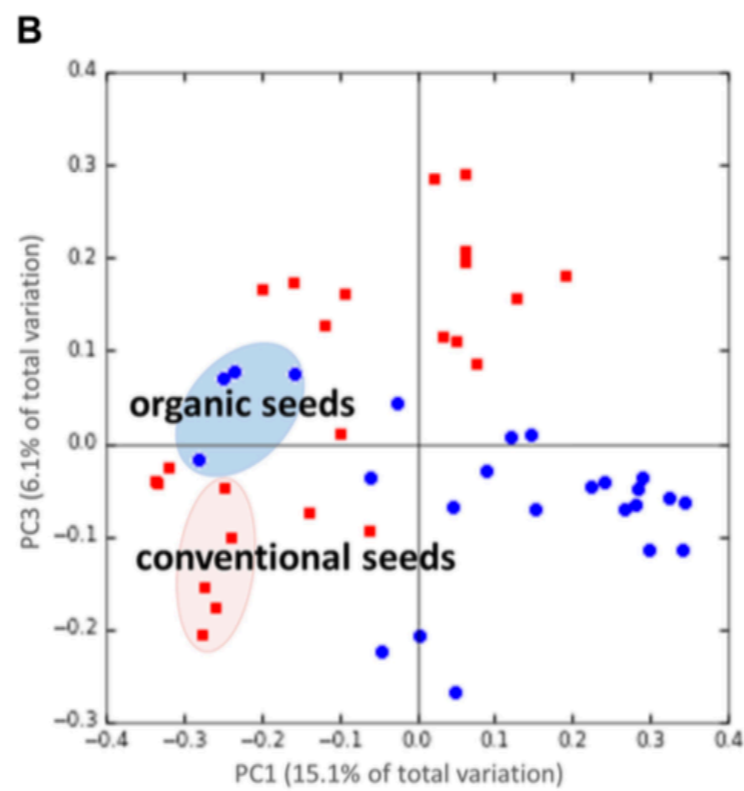 B
0.4
0.3
0.2
0.1
0.0
−0.1
−0.2
−0.3
PC3 (6.1% of total variation)
organic seeds
conventional seeds
−0.4 −0.3 −0.2 −0.1 0.0 0.1 0.2 0.3 0.4
PC1 (15.1% of total variation)